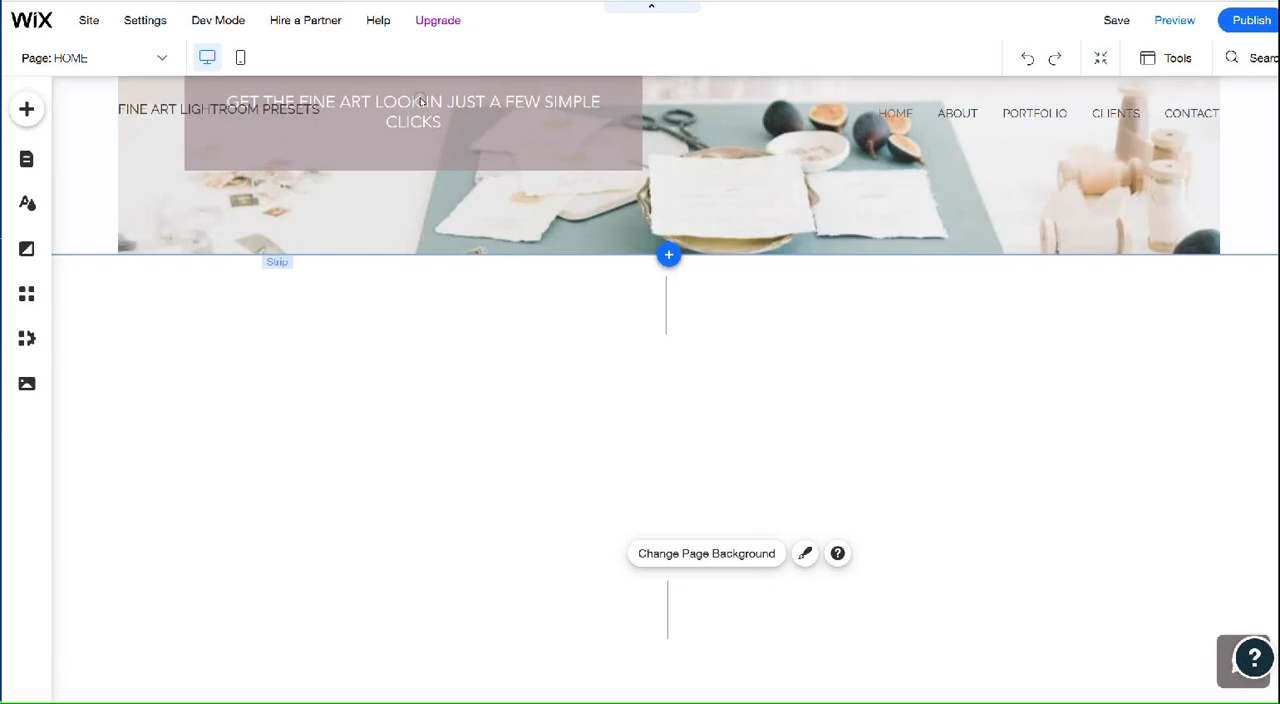 WiX Site Settings Dev Mode Hire a Partner Help Upgrade Save Preview Publish
Page: HOME Tools Searc
GET THE FINE ART LOOK IN JUST A FEW SIMPLE
CLICKS
FINE ART LIGHTROOM PRESETS
HOME ABOUT PORTFOLIO CLIENTS CONTACT
Strip
Change Page Background